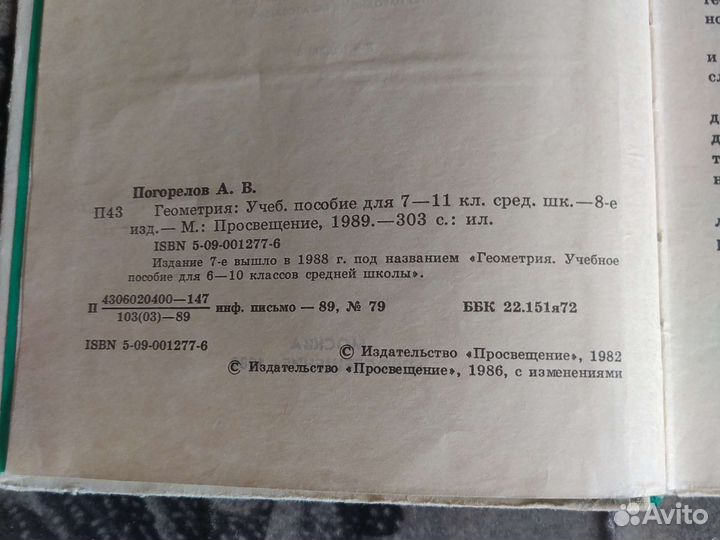 Погорелов А. В.
П43 Геометрия: Учеб. пособие для 7—11 кл. сред. шк.—8-е
изд.— М.: Просвещение, 1989.—303 с.: ил.
ISBN 5-09-001277-6
Издание 7-е вышло в 1988 г. под названием «Геометрия. Учебное
пособие для 6—10 классов средней школы».
П 4306020400—147
103(03)—89
инф. письмо — 89, № 79 ББК 22.151я72
ISBN 5-09-001277-6
© Издательство «Просвещение», 1982
© Издательство «Просвещение», 1986, с изменениями
Avito